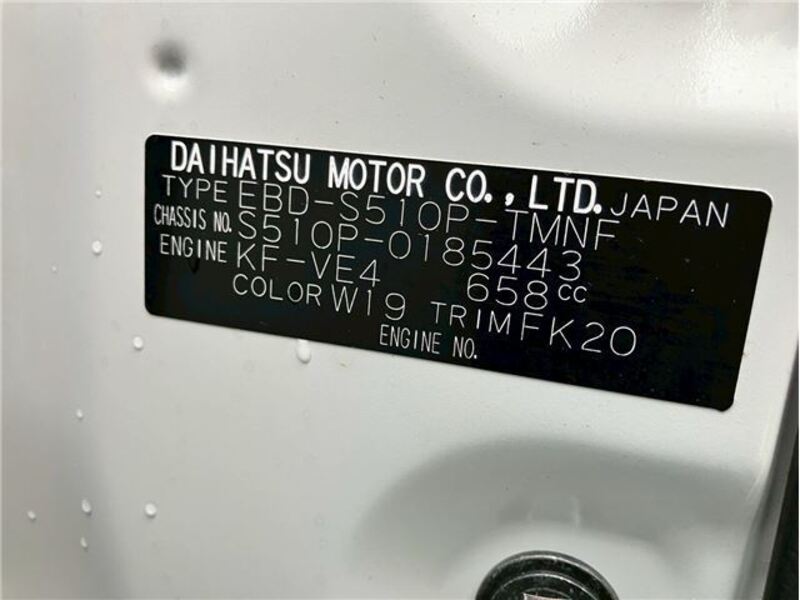 DAIHATSU MOTOR CO., LTD. JAPAN
TYPE EBD-S510P-TMNF
CHASSIS NO. S510P-0185443
ENGINE KF-VE4 658cc
COLOR W19 TRIM FK20
ENGINE NO.